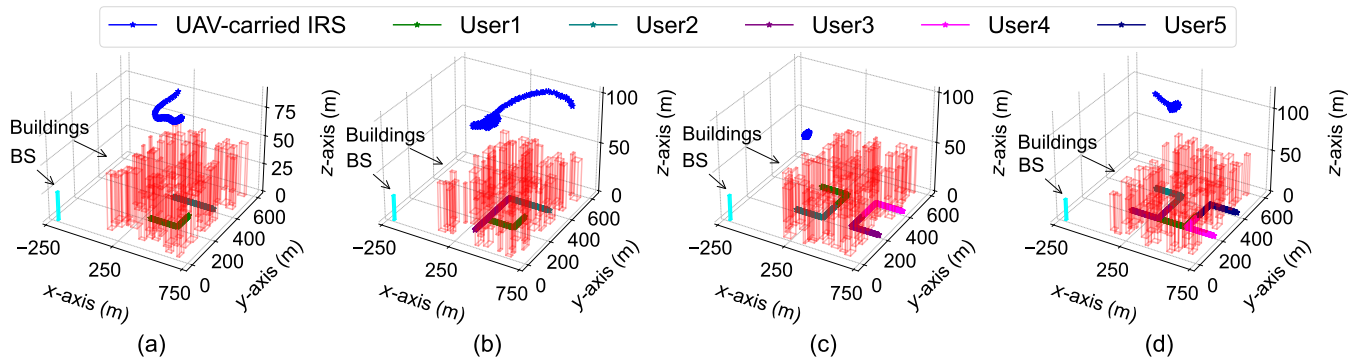 UAV-carried IRS User1 User2 User3 User4 User5
Buildings
BS
−250
250
750
x-axis (m)
0
200
400
600
y-axis (m)
0
25
50
75
z-axis (m)
(a)
Buildings
BS
−250
250
750
x-axis (m)
0
200
400
600
y-axis (m)
0
50
100
z-axis (m)
(b)
Buildings
BS
−250
250
750
x-axis (m)
0
200
400
600
y-axis (m)
0
50
100
z-axis (m)
(c)
Buildings
BS
−250
250
750
x-axis (m)
0
200
400
600
y-axis (m)
0
50
100
z-axis (m)
(d)